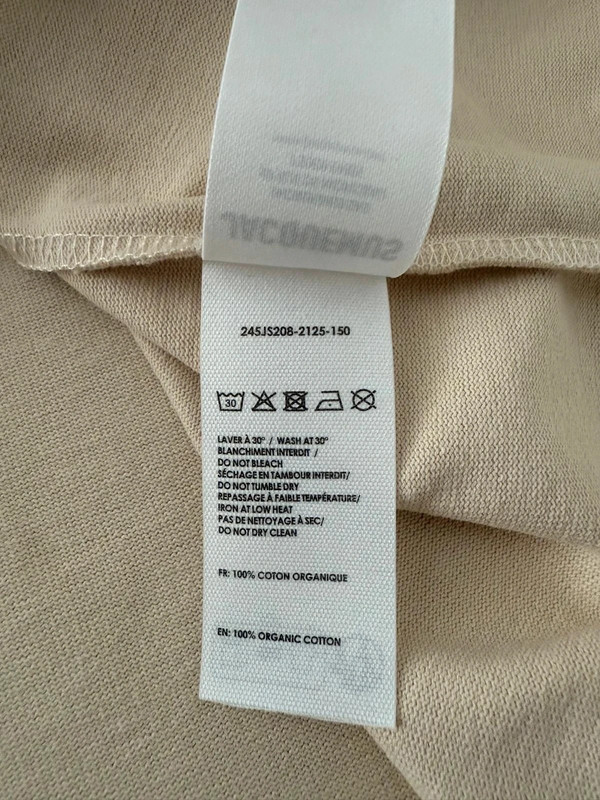 JACQUEMUS
245JS208-2125-150
30
LAVER À 30° / WASH AT 30°
BLANCHIMENT INTERDIT /
DO NOT BLEACH
SÉCHAGE EN TAMBOUR INTERDIT/
DO NOT TUMBLE DRY
REPASSAGE À FAIBLE TEMPÉRATURE/
IRON AT LOW HEAT
PAS DE NETTOYAGE À SEC/
DO NOT DRY CLEAN
FR: 100% COTON ORGANIQUE
EN: 100% ORGANIC COTTON